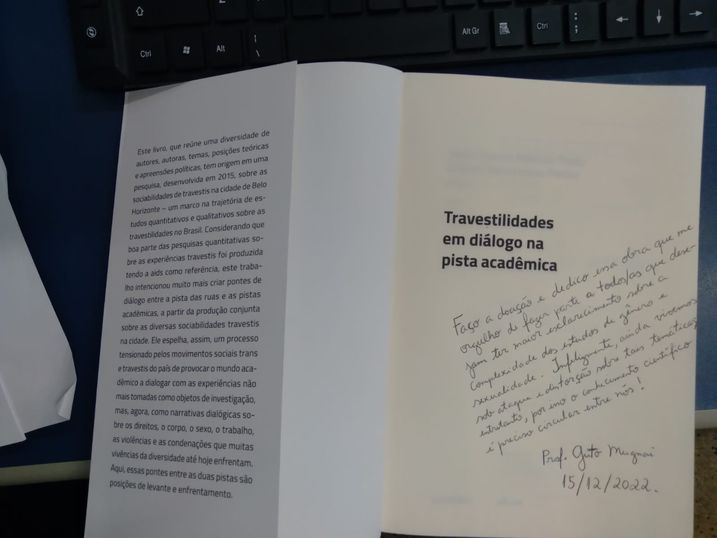 Ctrl
Alt
Alt Gr
Ctrl
Este livro, que reúne uma diversidade de
autores, autoras, temas, posições teóricas
e apreensões políticas, tem origem em uma
pesquisa, desenvolvida em 2015, sobre as
sociabilidades de travestis na cidade de Belo
Horizonte – um marco na trajetória de es-
tudos quantitativos e qualitativos sobre as
travestilidades no Brasil. Considerando que
boa parte das pesquisas quantitativas so-
bre as experiências travestis foi produzida
tendo a aids como referência, este traba-
lho intencionou muito mais criar pontes de
diálogo entre a pista das ruas e as pistas
acadêmicas, a partir da produção conjunta
sobre as diversas sociabilidades travestis
na cidade. Ele espelha, assim, um processo
tensionado pelos movimentos sociais trans
e travestis do país de provocar o mundo aca-
dêmico a dialogar com as experiências não
mais tomadas como objetos de investigação,
mas, agora, como narrativas dialógicas so-
bre os direitos, o corpo, o sexo, o trabalho,
as violências e as condenações que muitas
vivências da diversidade até hoje enfrentam.
Aqui, essas pontes entre as duas pistas são
posições de levante e enfrentamento.
Travestilidades
em diálogo na
pista acadêmica
Faço a doação e dedico essa obra que me
orgulho de fazer parte a todos/as que dese-
jam ter maior esclarecimento sobre a
complexidade dos estudos de gênero e
sexualidade. Infelizmente, ainda vivemos
sob ataque e distorção sobre tais temáticas,
entretanto, por isso o conhecimento científico
é preciso circular entre nós!
Prof. Guto
15/12/2022.